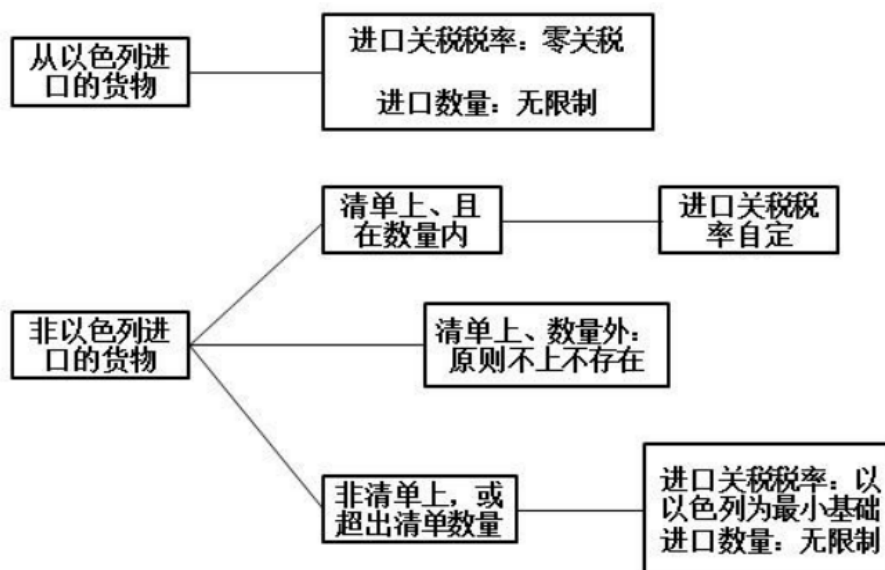 从以色列进
口的货物
进口关税税率：零关税
进口数量：无限制
清单上、且
在数量内
进口关税税
率自定
非以色列进
口的货物
清单上、数量外：
原则不上不存在
非清单上，或
超出清单数量
进口关税税率：以
以色列为最小基础
进口数量：无限制